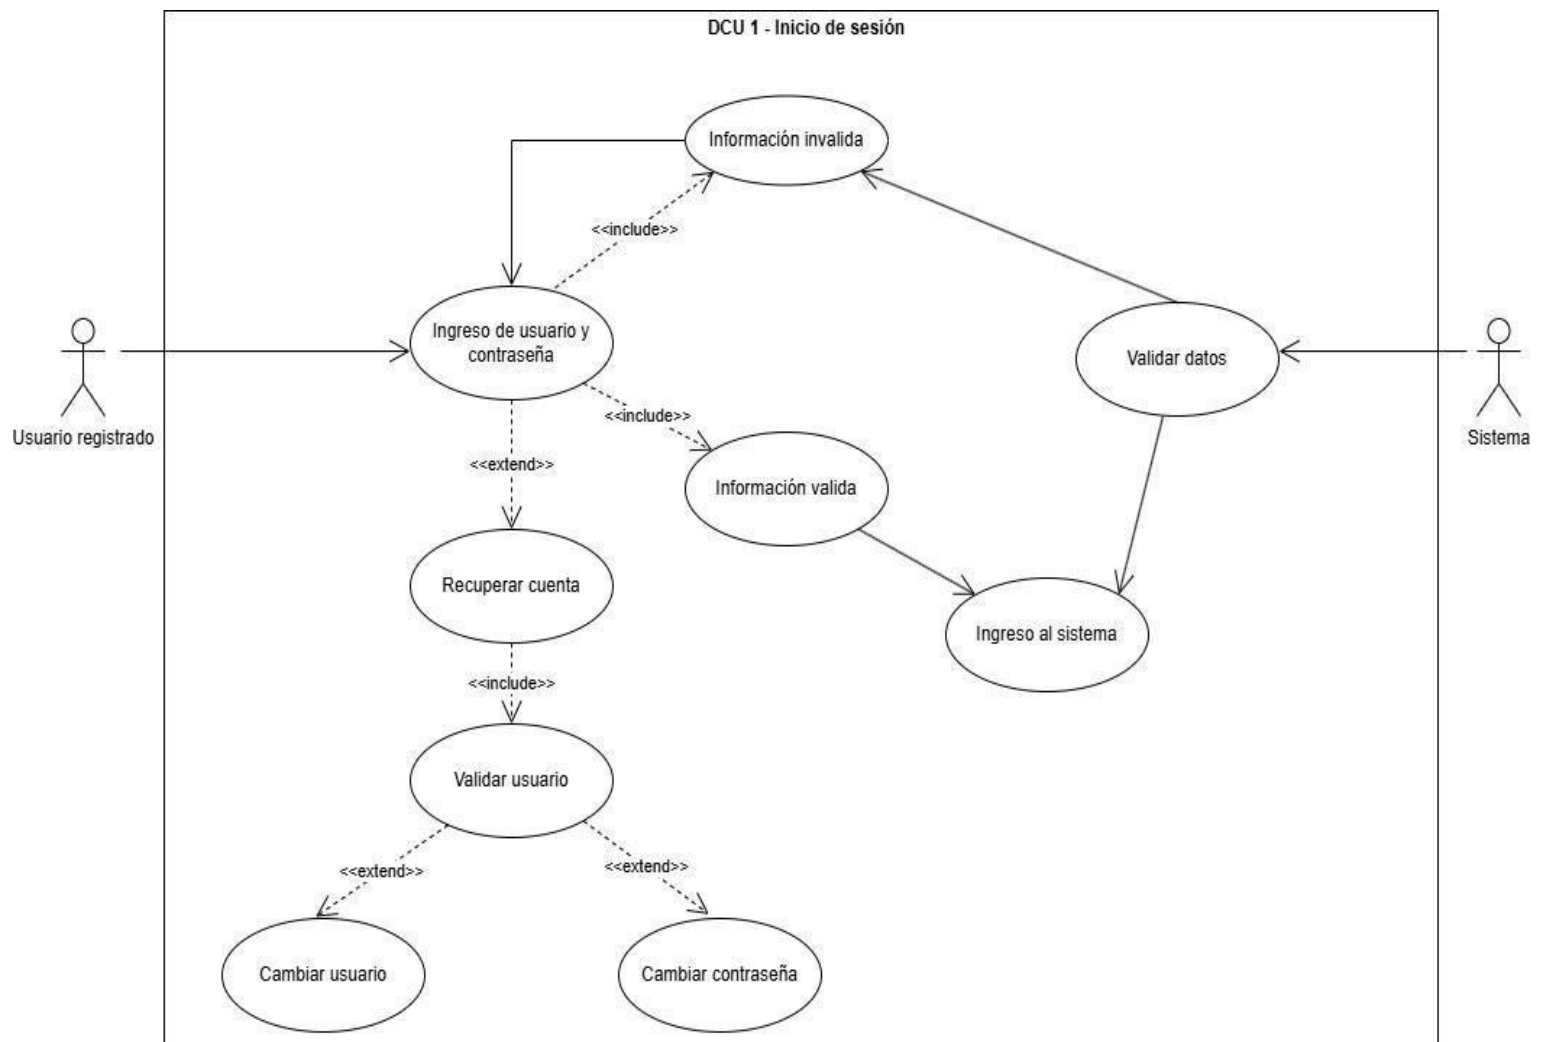 DCU 1 - Inicio de sesión
Información invalida
<<include>>
Ingreso de usuario y
contraseña
Validar datos
Usuario registrado
Sistema
<<include>>
<<extend>>
Información valida
Recuperar cuenta
Ingreso al sistema
<<include>>
Validar usuario
<<extend>>
<<extend>>
Cambiar usuario
Cambiar contraseña